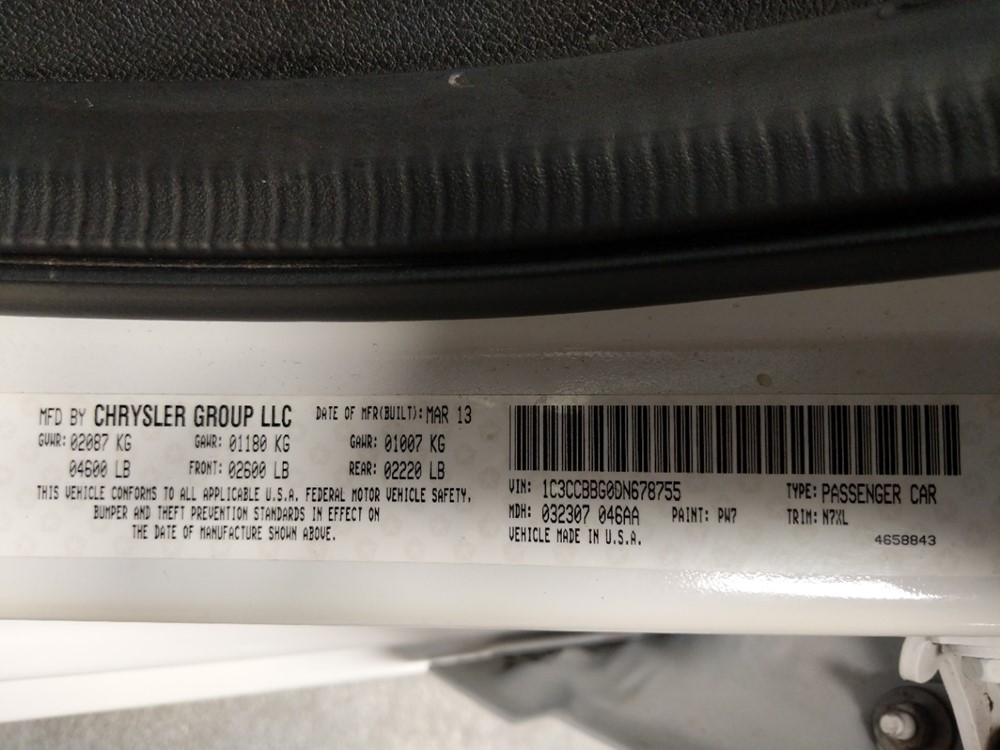 MFD BY CHRYSLER GROUP LLC DATE OF MFR(BUILT): MAR 13
GVWR: 02087 KG GAWR: 01180 KG GAWR: 01007 KG
04600 LB FRONT: 02600 LB REAR: 02220 LB
THIS VEHICLE CONFORMS TO ALL APPLICABLE U.S.A. FEDERAL MOTOR VEHICLE SAFETY,
BUMPER AND THEFT PREVENTION STANDARDS IN EFFECT ON
THE DATE OF MANUFACTURE SHOWN ABOVE.
VIN: 1C3CCBBG0DN678755 TYPE: PASSENGER CAR
MDH: 032307 046AA PAINT: PW7 TRIM: N7XL
VEHICLE MADE IN U.S.A.
4658843